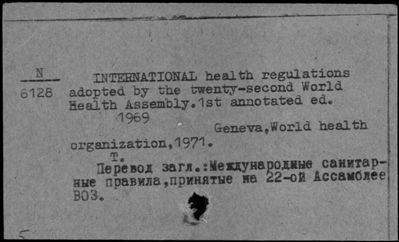 N
6128
INTERNATIONAL health regulations
adopted by the twenty-second World
Health Assembly.1st annotated ed.
1969
Geneva,World health
organization,1971.
т.
Перевод загл.:Международные санитар-
ные правила,принятые на 22-ой Ассамблее
ВОЗ.
5